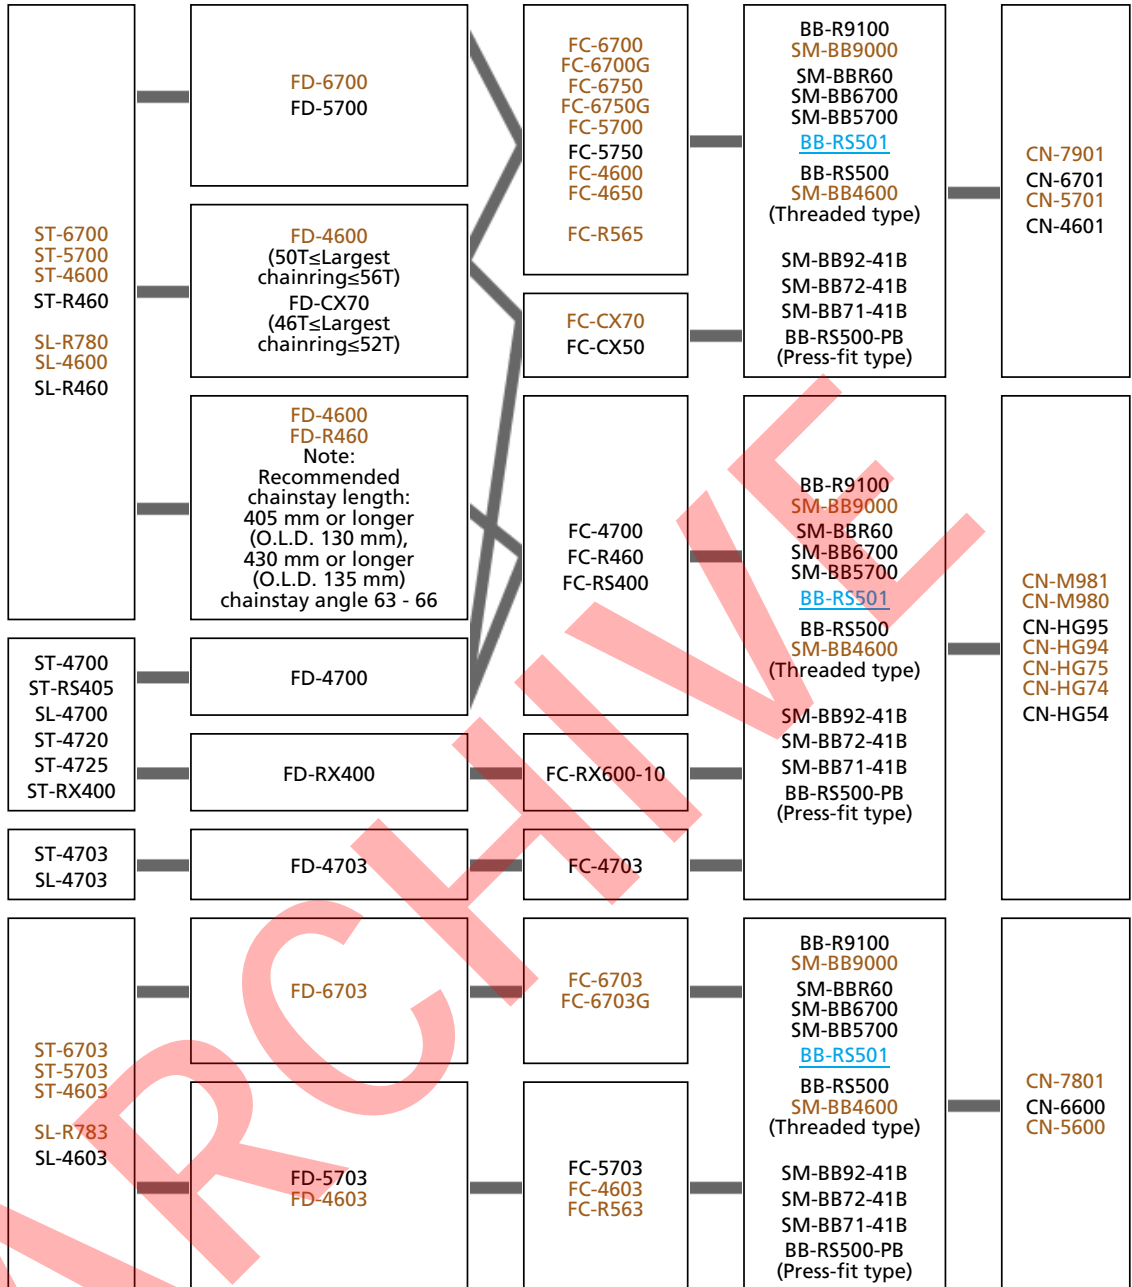 ST-6700
ST-5700
ST-4600
ST-R460
SL-R780
SL-4600
SL-R460
FD-6700
FD-5700
FD-4600
(50T≤Largest
chainring≤56T)
FD-CX70
(46T≤Largest
chainring≤52T)
FD-4600
FD-R460
Note:
Recommended
chainstay length:
405 mm or longer
(O.L.D. 130 mm),
430 mm or longer
(O.L.D. 135 mm)
chainstay angle 63 - 66
FC-6700
FC-6700G
FC-6750
FC-6750G
FC-5700
FC-5750
FC-4600
FC-4650
FC-R565
FC-CX70
FC-CX50
BB-R9100
SM-BB9000
SM-BBR60
SM-BB6700
SM-BB5700
BB-RS501
BB-RS500
SM-BB4600
(Threaded type)
SM-BB92-41B
SM-BB72-41B
SM-BB71-41B
BB-RS500-PB
(Press-fit type)
CN-7901
CN-6701
CN-5701
CN-4601
ST-4700
ST-RS405
SL-4700
ST-4720
ST-4725
ST-RX400
FD-4700
FD-RX400
FC-4700
FC-R460
FC-RS400
FC-RX600-10
ST-4703
SL-4703
FD-4703
FC-4703
BB-R9100
SM-BB9000
SM-BBR60
SM-BB6700
SM-BB5700
BB-RS501
BB-RS500
SM-BB4600
(Threaded type)
SM-BB92-41B
SM-BB72-41B
SM-BB71-41B
BB-RS500-PB
(Press-fit type)
CN-M981
CN-M980
CN-HG95
CN-HG94
CN-HG75
CN-HG74
CN-HG54
ST-6703
ST-5703
ST-4603
SL-R783
SL-4603
FD-6703
FD-5703
FD-4603
FC-6703
FC-6703G
FC-5703
FC-4603
FC-R563
BB-R9100
SM-BB9000
SM-BBR60
SM-BB6700
SM-BB5700
BB-RS501
BB-RS500
SM-BB4600
(Threaded type)
SM-BB92-41B
SM-BB72-41B
SM-BB71-41B
BB-RS500-PB
(Press-fit type)
CN-7801
CN-6600
CN-5600
ARCHIVE